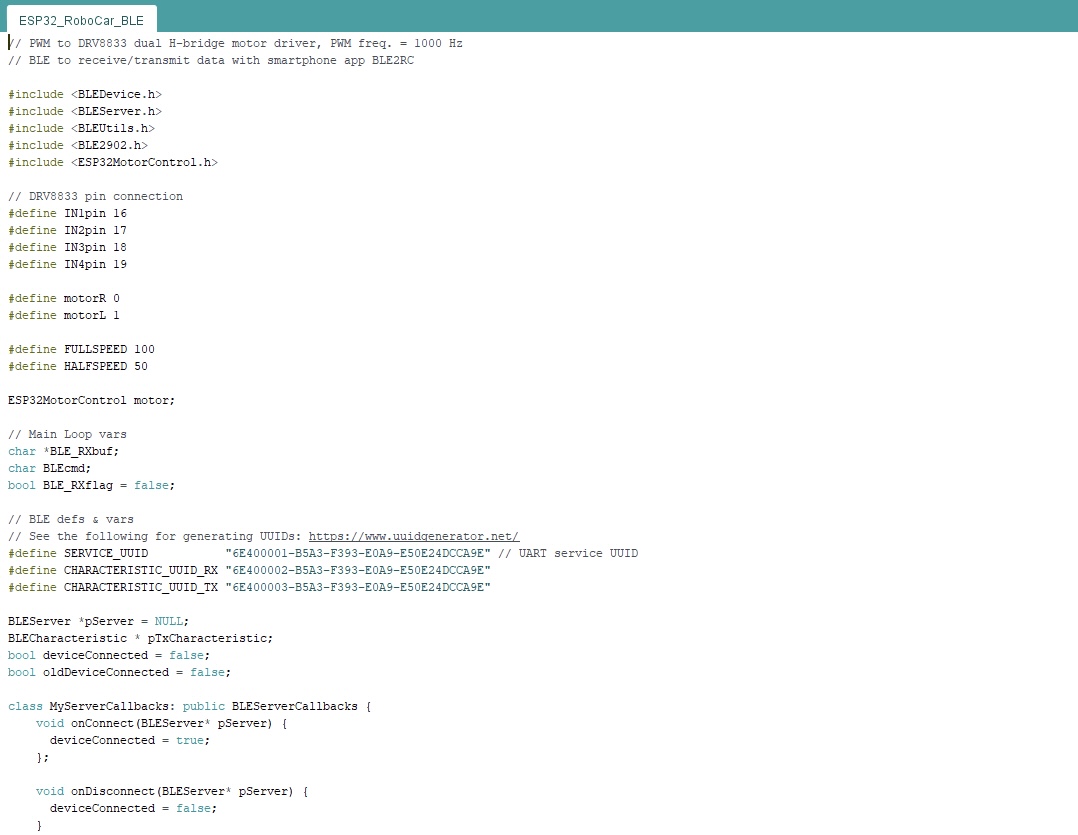 ESP32_RoboCar_BLE
// PWM to DRV8833 dual H-bridge motor driver, PWM freq. = 1000 Hz
// BLE to receive/transmit data with smartphone app BLE2RC
#include <BLEDevice.h>
#include <BLEServer.h>
#include <BLEUtils.h>
#include <BLE2902.h>
#include <ESP32MotorControl.h>
// DRV8833 pin connection
#define IN1pin 16
#define IN2pin 17
#define IN3pin 18
#define IN4pin 19
#define motorR 0
#define motorL 1
#define FULLSPEED 100
#define HALFSPEED 50
ESP32MotorControl motor;
// Main Loop vars
char *BLE_RXbuf;
char BLEcmd;
bool BLE_RXflag = false;
// BLE defs & vars
// See the following for generating UUIDs: https://www.uuidgenerator.net/
#define SERVICE_UUID           "6E400001-B5A3-F393-E0A9-E50E24DCCA9E" // UART service UUID
#define CHARACTERISTIC_UUID_RX "6E400002-B5A3-F393-E0A9-E50E24DCCA9E"
#define CHARACTERISTIC_UUID_TX "6E400003-B5A3-F393-E0A9-E50E24DCCA9E"
BLEServer *pServer = NULL;
BLECharacteristic * pTxCharacteristic;
bool deviceConnected = false;
bool oldDeviceConnected = false;
class MyServerCallbacks: public BLEServerCallbacks {
    void onConnect(BLEServer* pServer) {
      deviceConnected = true;
    };
    void onDisconnect(BLEServer* pServer) {
      deviceConnected = false;
    }